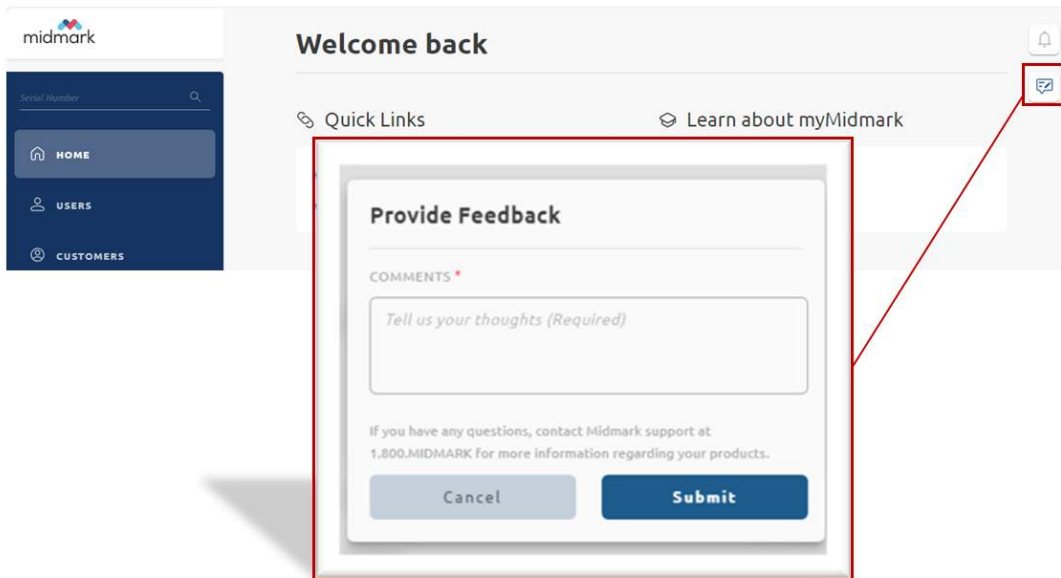 midmark
Welcome back
Serial Number
Quick Links
Learn about myMidmark
HOME
USERS
CUSTOMERS
Provide Feedback
COMMENTS *
Tell us your thoughts (Required)
If you have any questions, contact Midmark support at
1.800.MIDMARK for more information regarding your products.
Cancel
Submit